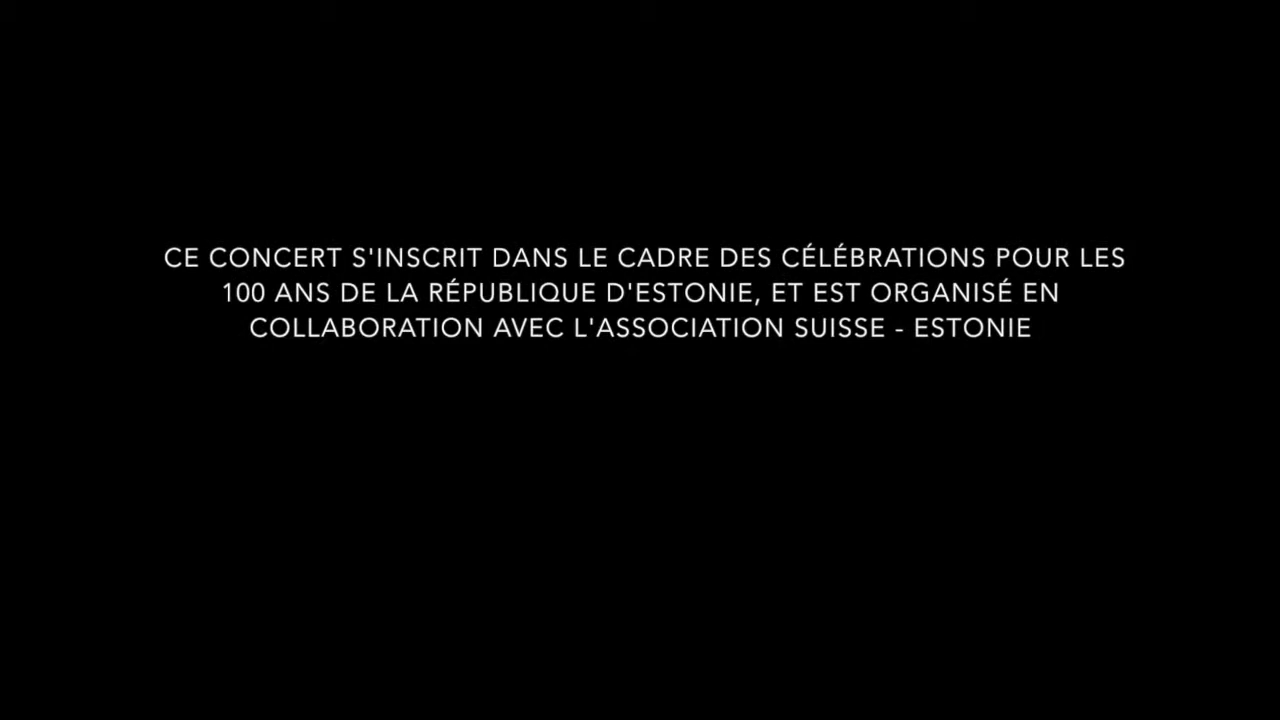 CE CONCERT S'INSCRIT DANS LE CADRE DES CÉLÉBRATIONS POUR LES
100 ANS DE LA RÉPUBLIQUE D'ESTONIE, ET EST ORGANISÉ EN
COLLABORATION AVEC L'ASSOCIATION SUISSE - ESTONIE